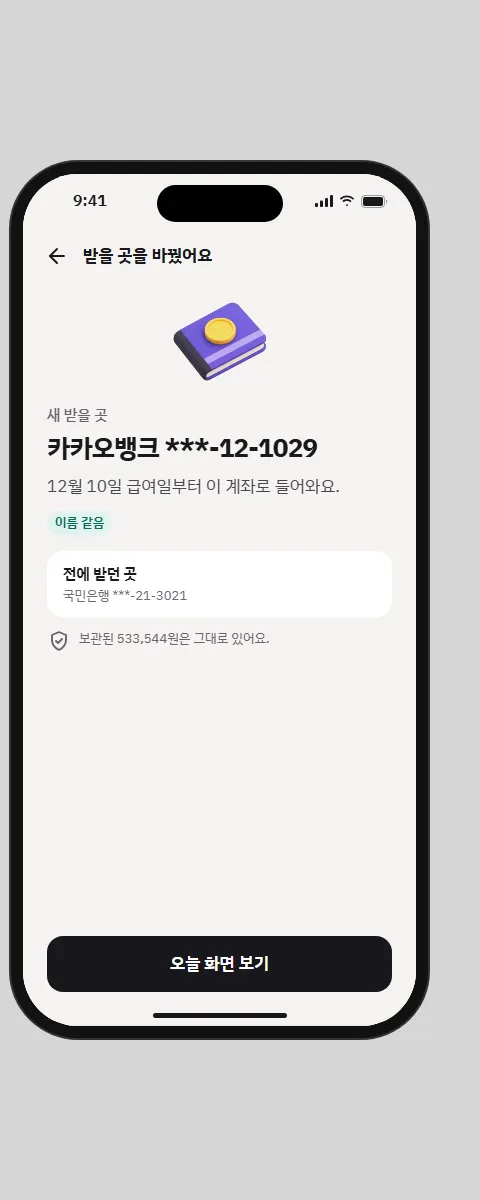 9:41
받을 곳을 바꿨어요
새 받을 곳
카카오뱅크 ***-12-1029
12월 10일 급여일부터 이 계좌로 들어와요.
이름 같음
전에 받던 곳
국민은행 ***-21-3021
보관된 533,544원은 그대로 있어요.
오늘 화면 보기